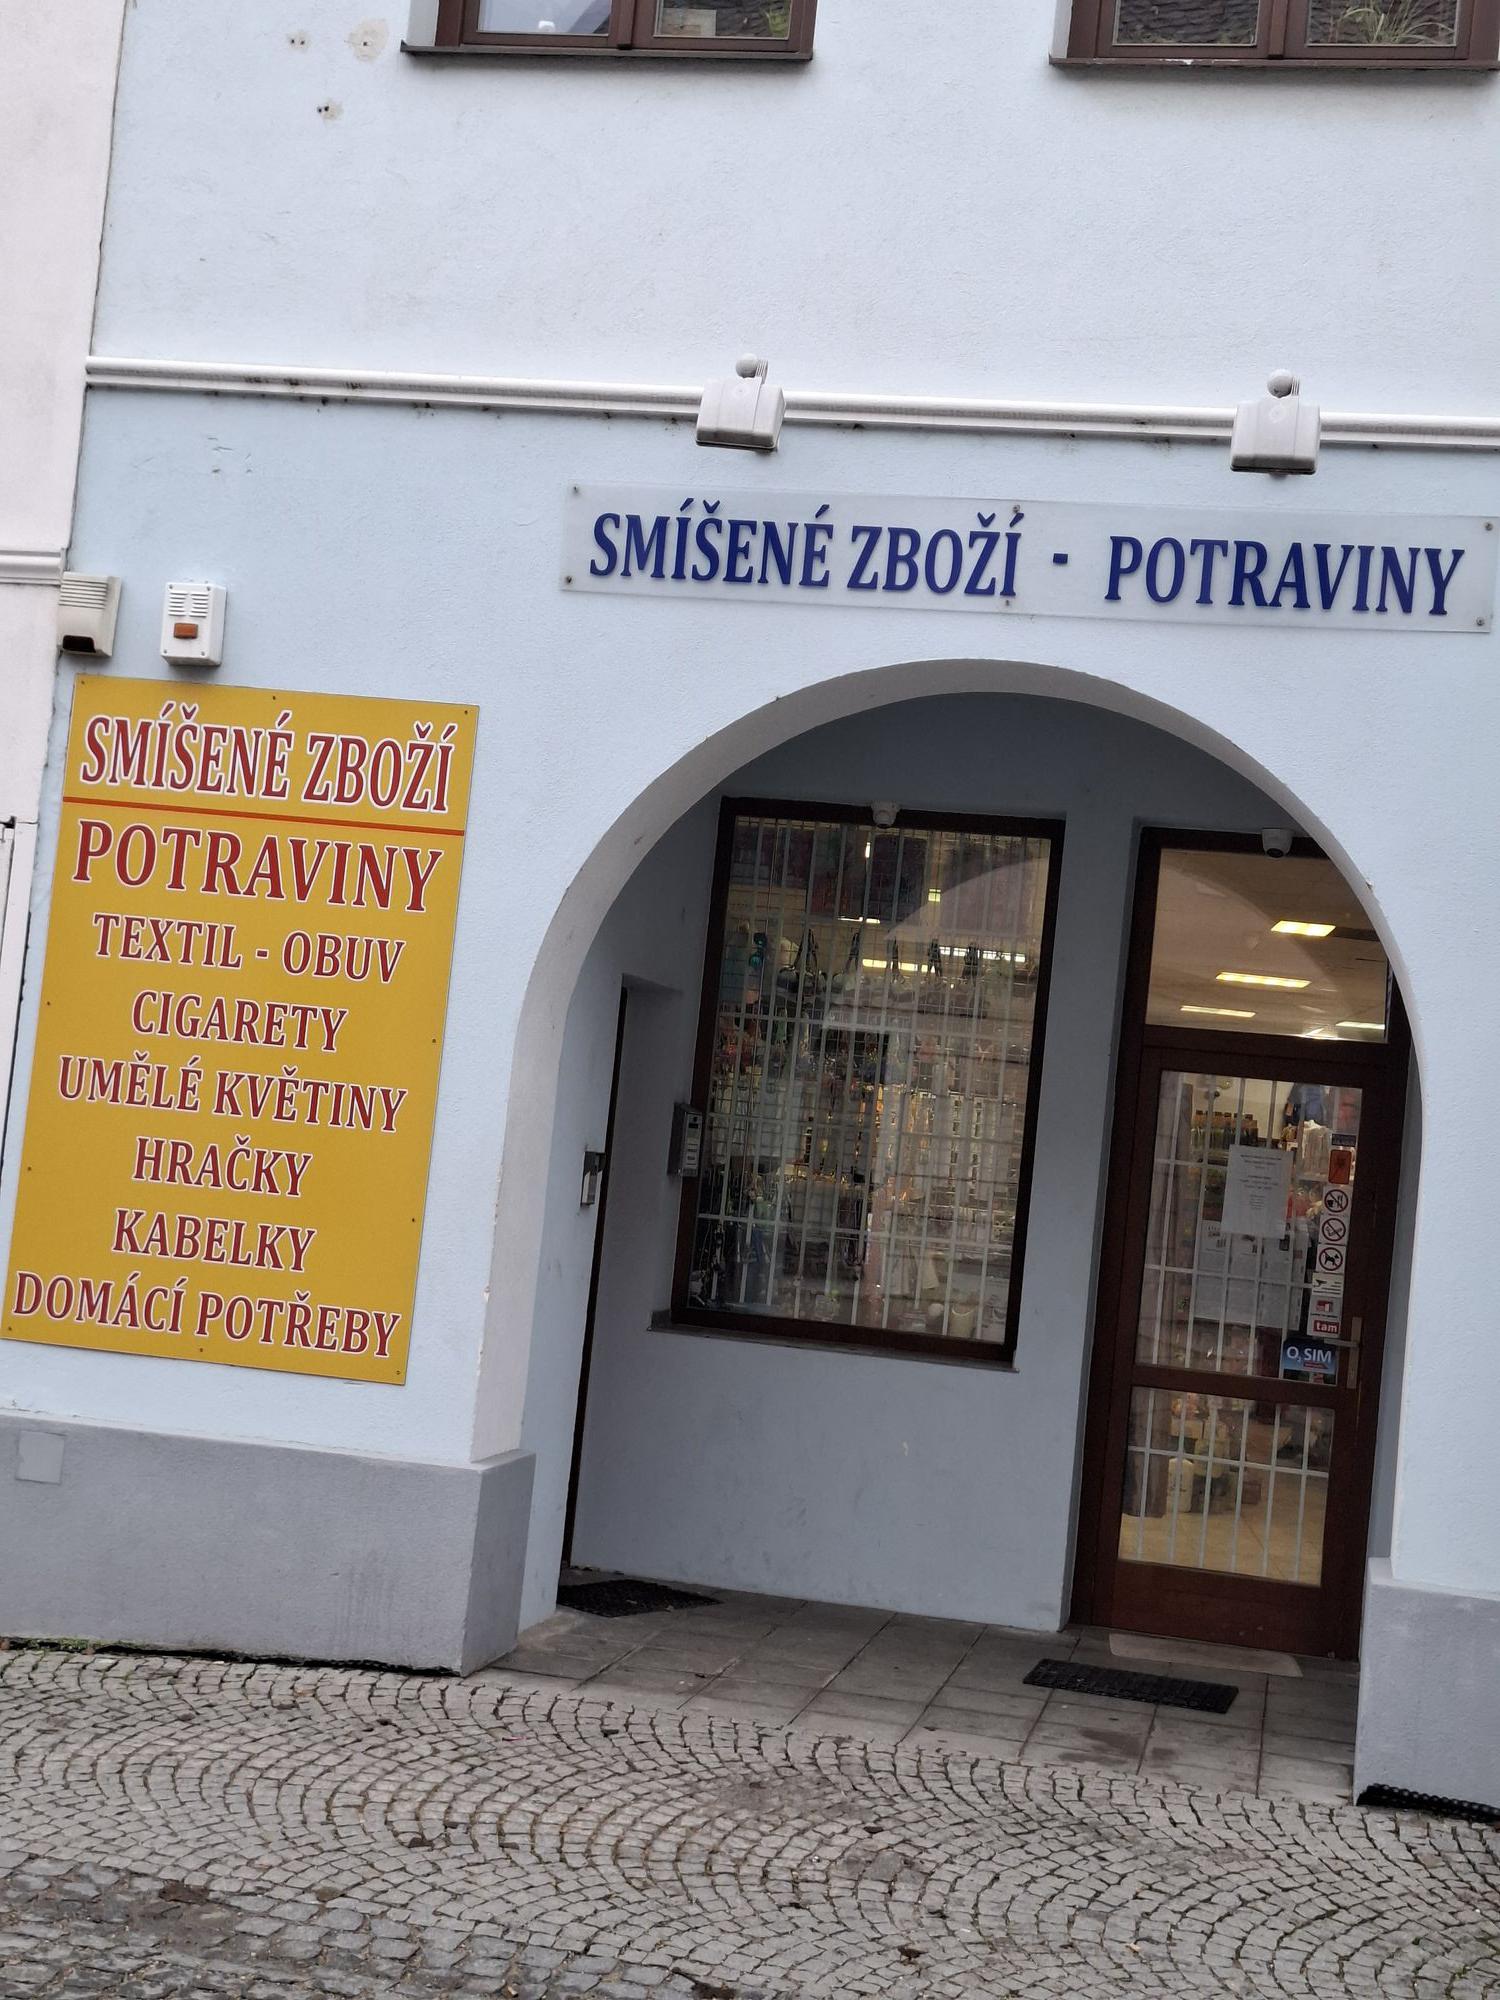 SMÍŠENÉ ZBOŽÍ - POTRAVINY
SMÍŠENÉ ZBOŽÍ
POTRAVINY
TEXTIL - OBUV
CIGARETY
UMĚLÉ KVĚTINY
HRAČKY
KABELKY
DOMÁCÍ POTŘEBY
tam
O2 SIM